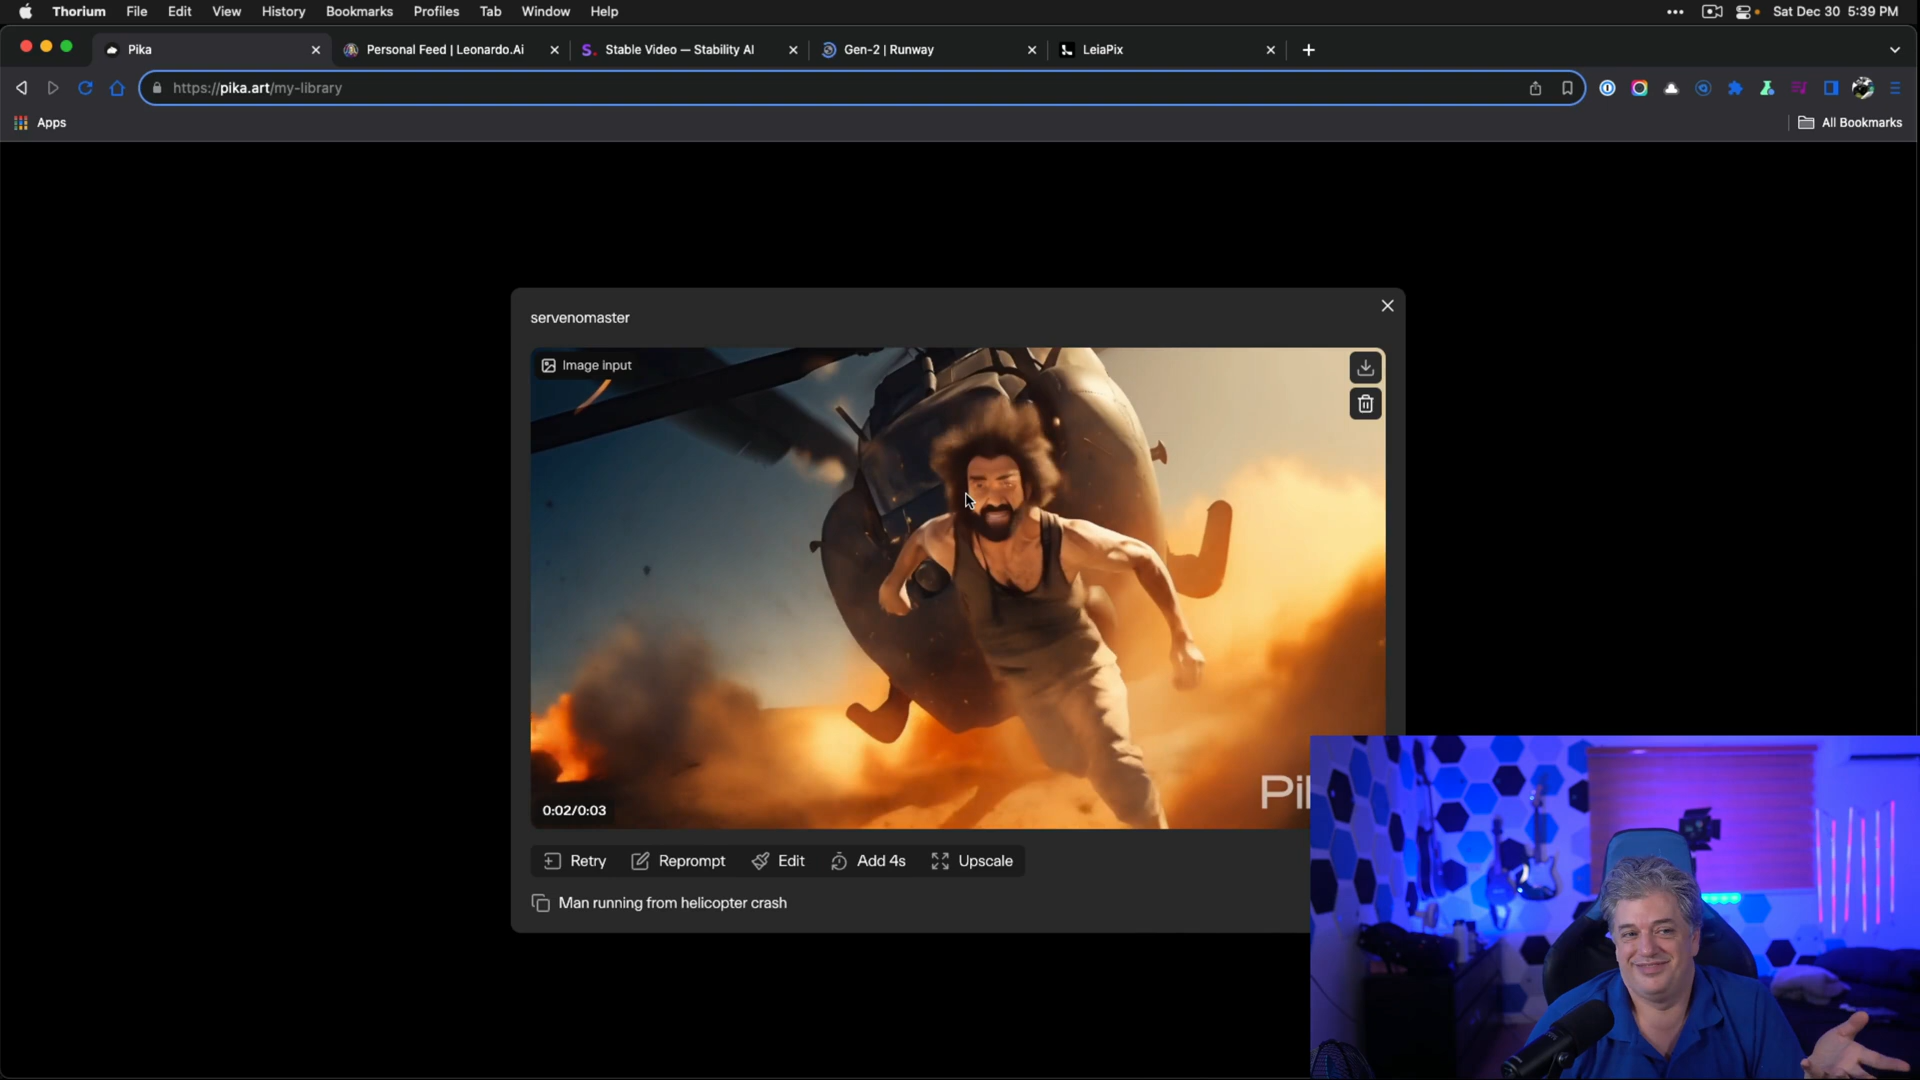 Thorium File Edit View History Bookmarks Profiles Tab Window Help Sat Dec 30 5:39 PM
Pika Personal Feed | Leonardo.Ai S. Stable Video — Stability AI Gen-2 | Runway LeiaPix
https://pika.art/my-library
Apps All Bookmarks
servenomaster
Image input
0:02/0:03
Retry Reprompt Edit Add 4s Upscale
Man running from helicopter crash